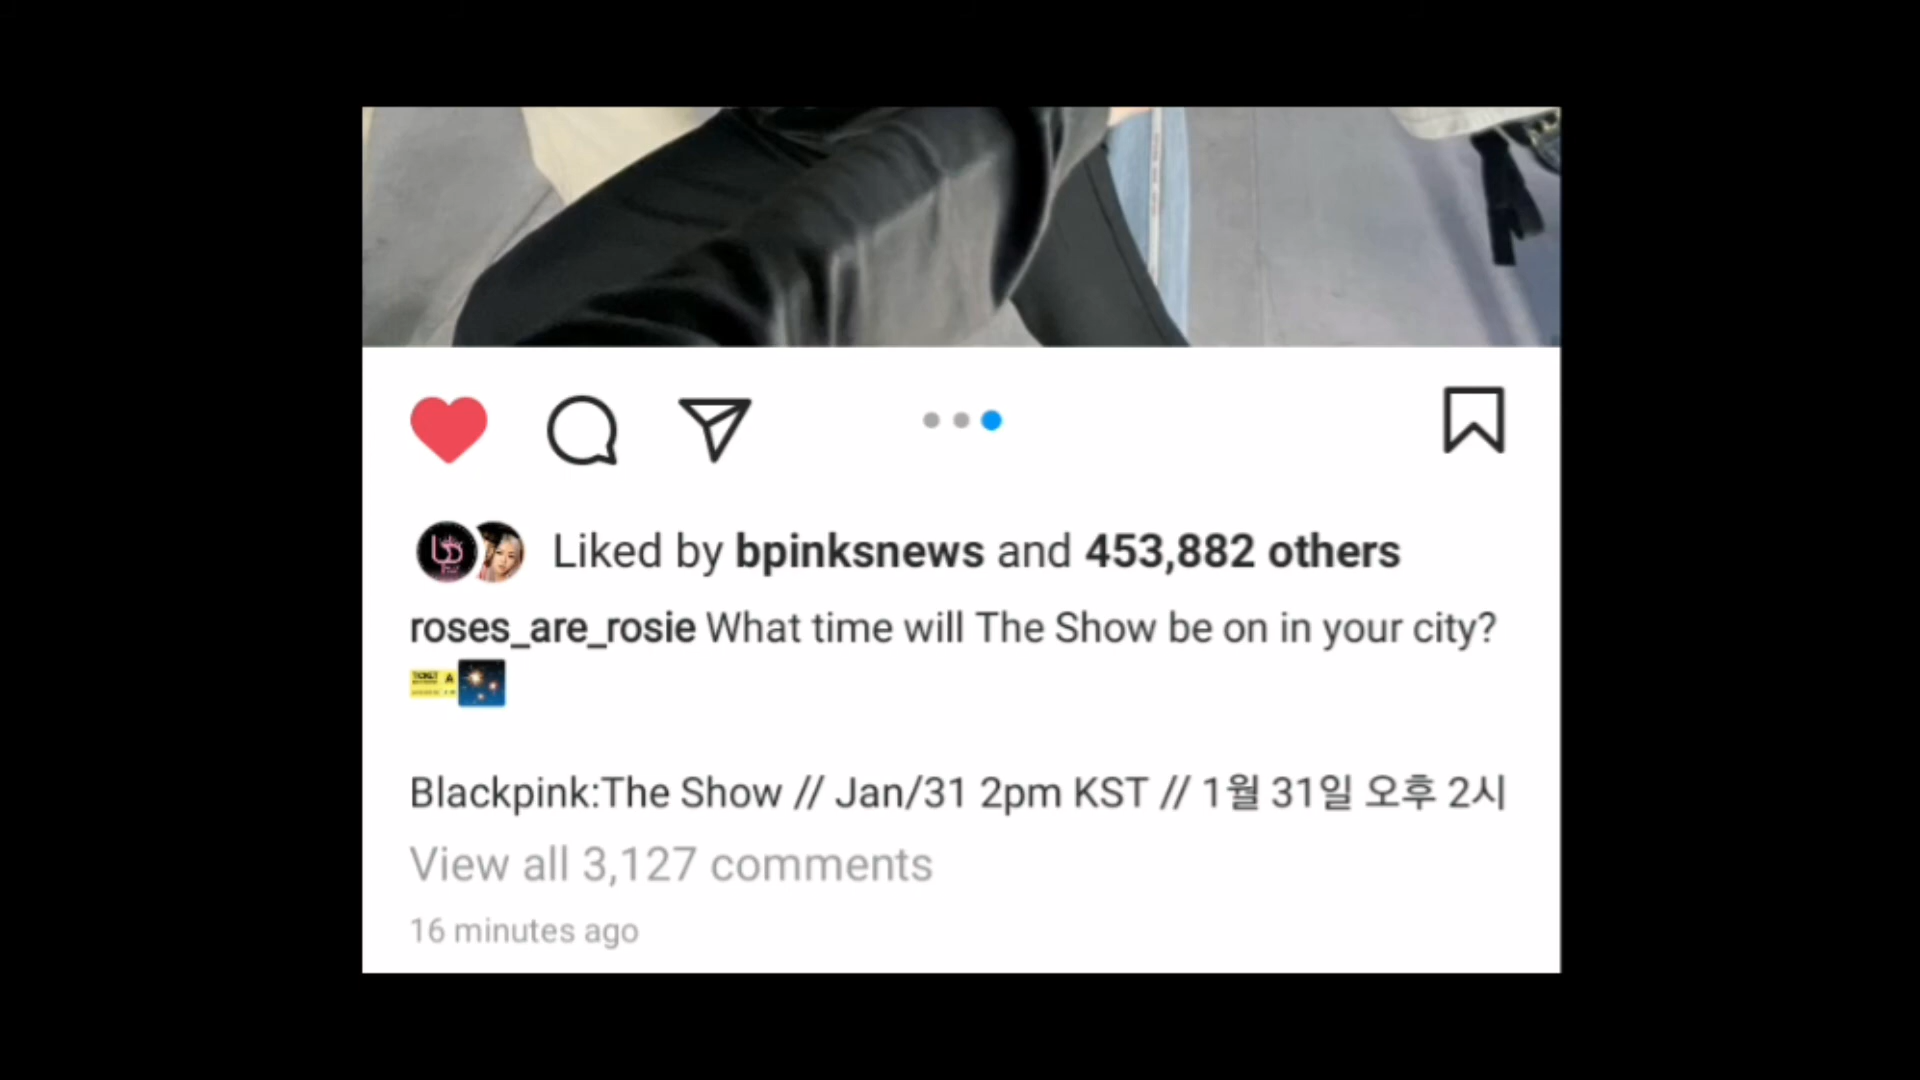 Liked by bpinksnews and 453,882 others
roses_are_rosie What time will The Show be on in your city?
Blackpink:The Show // Jan/31 2pm KST // 1월 31일 오후 2시
View all 3,127 comments
16 minutes ago